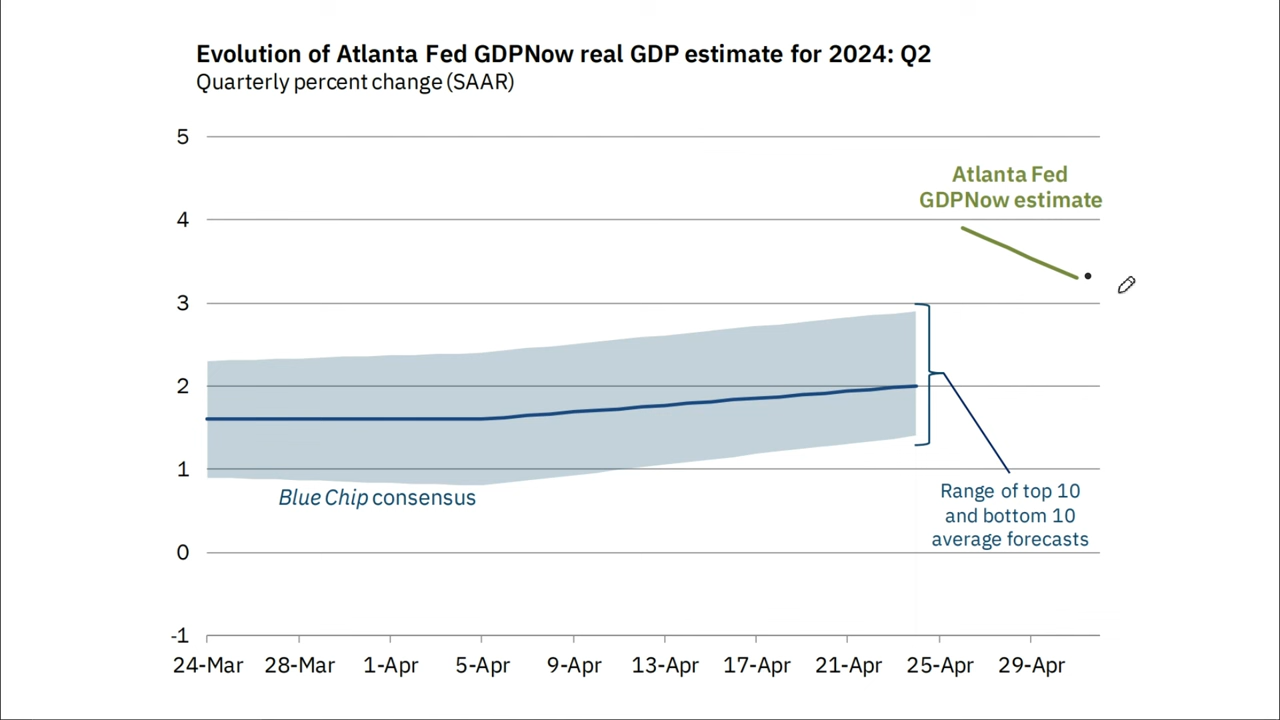 Evolution of Atlanta Fed GDPNow real GDP estimate for 2024: Q2
Quarterly percent change (SAAR)
5
Atlanta Fed
GDPNow estimate
4
3
2
1
Blue Chip consensus
Range of top 10
and bottom 10
average forecasts
0
-1
24-Mar 28-Mar 1-Apr 5-Apr 9-Apr 13-Apr 17-Apr 21-Apr 25-Apr 29-Apr